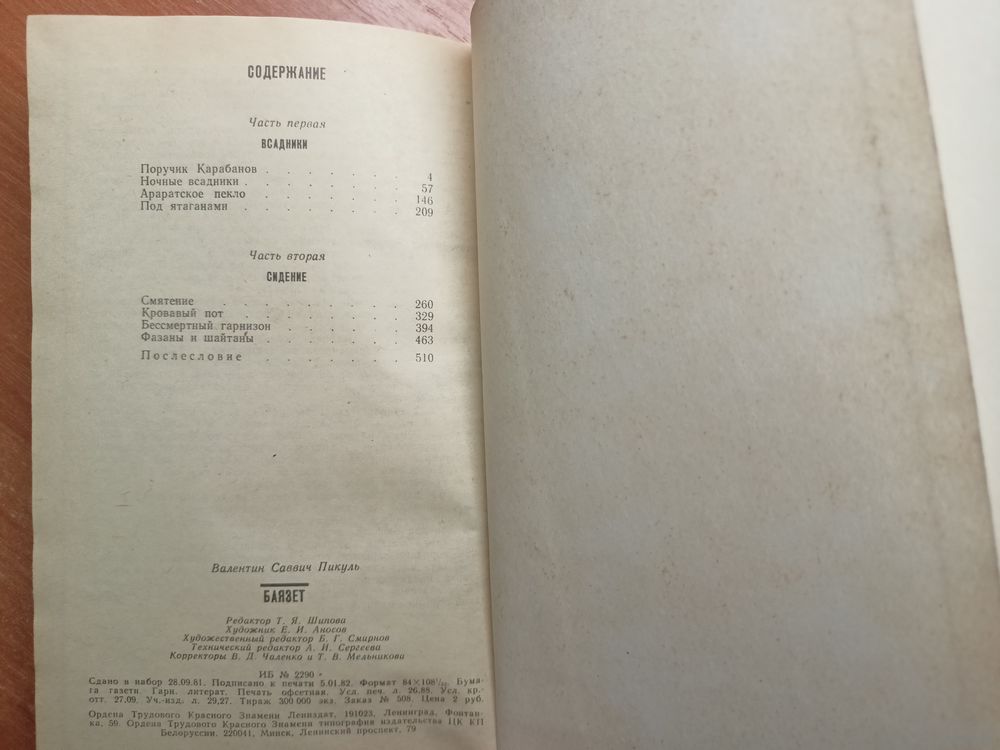 СОДЕРЖАНИЕ
Часть первая
ВСАДНИКИ
Поручик Карабанов . . . . . . . 4
Ночные всадники . . . . . . . . 57
Араратское пекло . . . . . . . 146
Под ятаганами . . . . . . . . 209
Часть вторая
СИДЕНИЕ
Смятение . . . . . . . . . 260
Кровавый пот . . . . . . . . 329
Бессмертный гарнизон . . . . . . 394
Фазаны и шайтаны . . . . . . . 463
Послесловие . . . . . . . 510
Валентин Саввич Пикуль
БАЯЗЕТ
Редактор Т. Я. Шипова
Художник Е. И. Аносов
Художественный редактор Б. Г. Смирнов
Технический редактор А. И. Сергеева
Корректоры В. Д. Чаленко и Т. В. Мельникова
ИБ № 2290
Сдано в набор 28.09.81. Подписано к печати 5.01.82. Формат 84×108¹/₃₂. Бума-
га газетн. Гарн. литерат. Печать офсетная. Усл. печ. л. 26,88. Усл. кр.-
отт. 27,09. Уч.-изд. л. 29,27. Тираж 300 000 экз. Заказ № 508. Цена 2 руб.
Ордена Трудового Красного Знамени Лениздат, 191023, Ленинград, Фонтан-
ка, 59. Ордена Трудового Красного Знамени типография издательства ЦК КП
Белоруссии. 220041, Минск, Ленинский проспект, 79